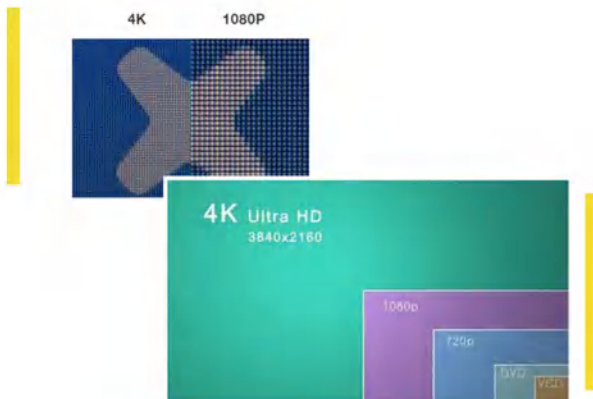 4K 1080P
4K Ultra HD
3840x2160
1080p
720p
DVD
VCD